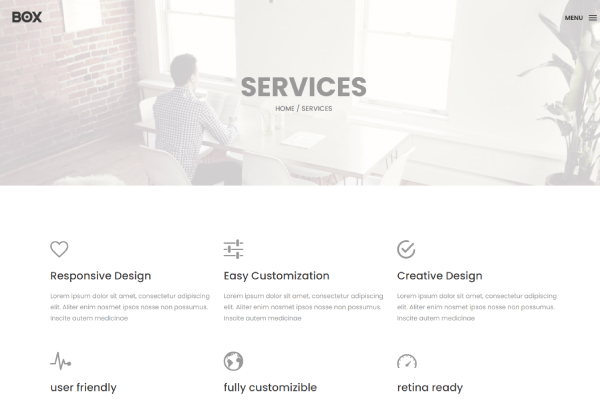 BOX
MENU
SERVICES
HOME / SERVICES
Responsive Design
Easy Customization
Creative Design
Lorem ipsum dolor sit amet, consectetur adipiscing
elit. Aliter enim nosmet ipsos nosse non possumus.
Inscite autem medicinae
Lorem ipsum dolor sit amet, consectetur adipiscing
elit. Aliter enim nosmet ipsos nosse non possumus.
Inscite autem medicinae
Lorem ipsum dolor sit amet, consectetur adipiscing
elit. Aliter enim nosmet ipsos nosse non possumus.
Inscite autem medicinae
user friendly
fully customizible
retina ready